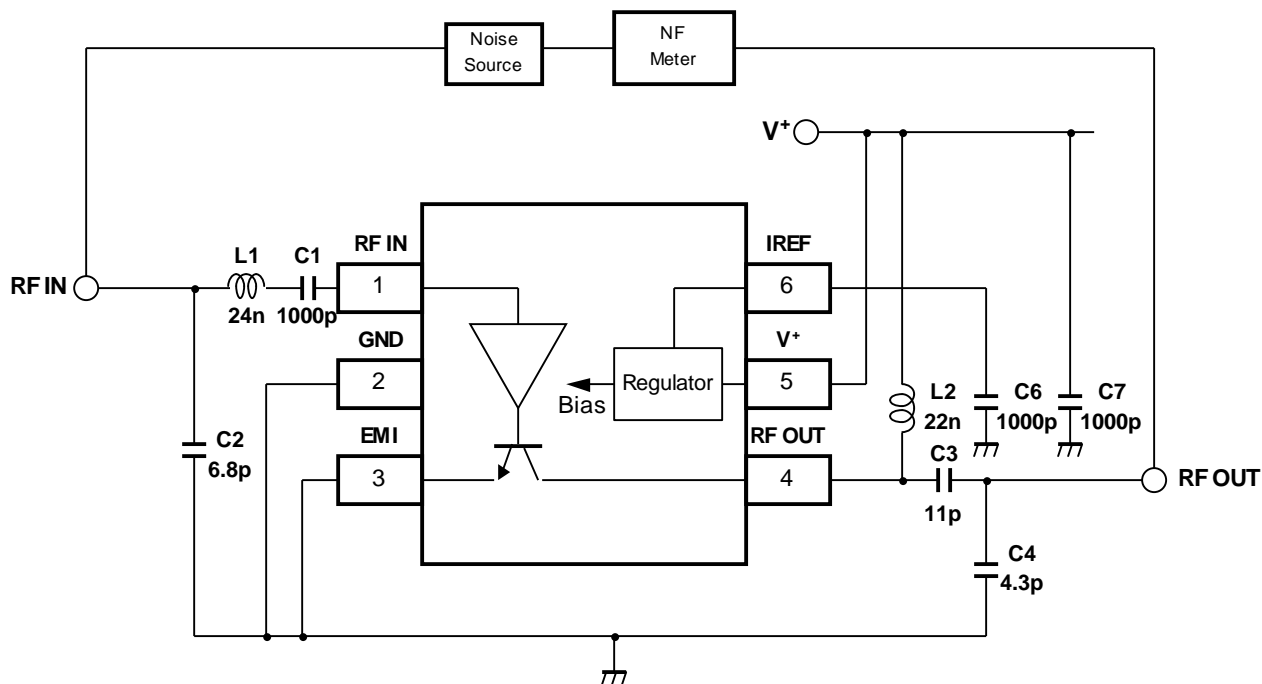 Noise
Source
NF
Meter
V+
RF IN
L1
24n
C1
1000p
RF IN
1
GND
2
EMI
3
C2
6.8p
Regulator
Bias
IREF
6
V+
5
RF OUT
4
L2
22n
C6
1000p
C7
1000p
C3
11p
RF OUT
C4
4.3p